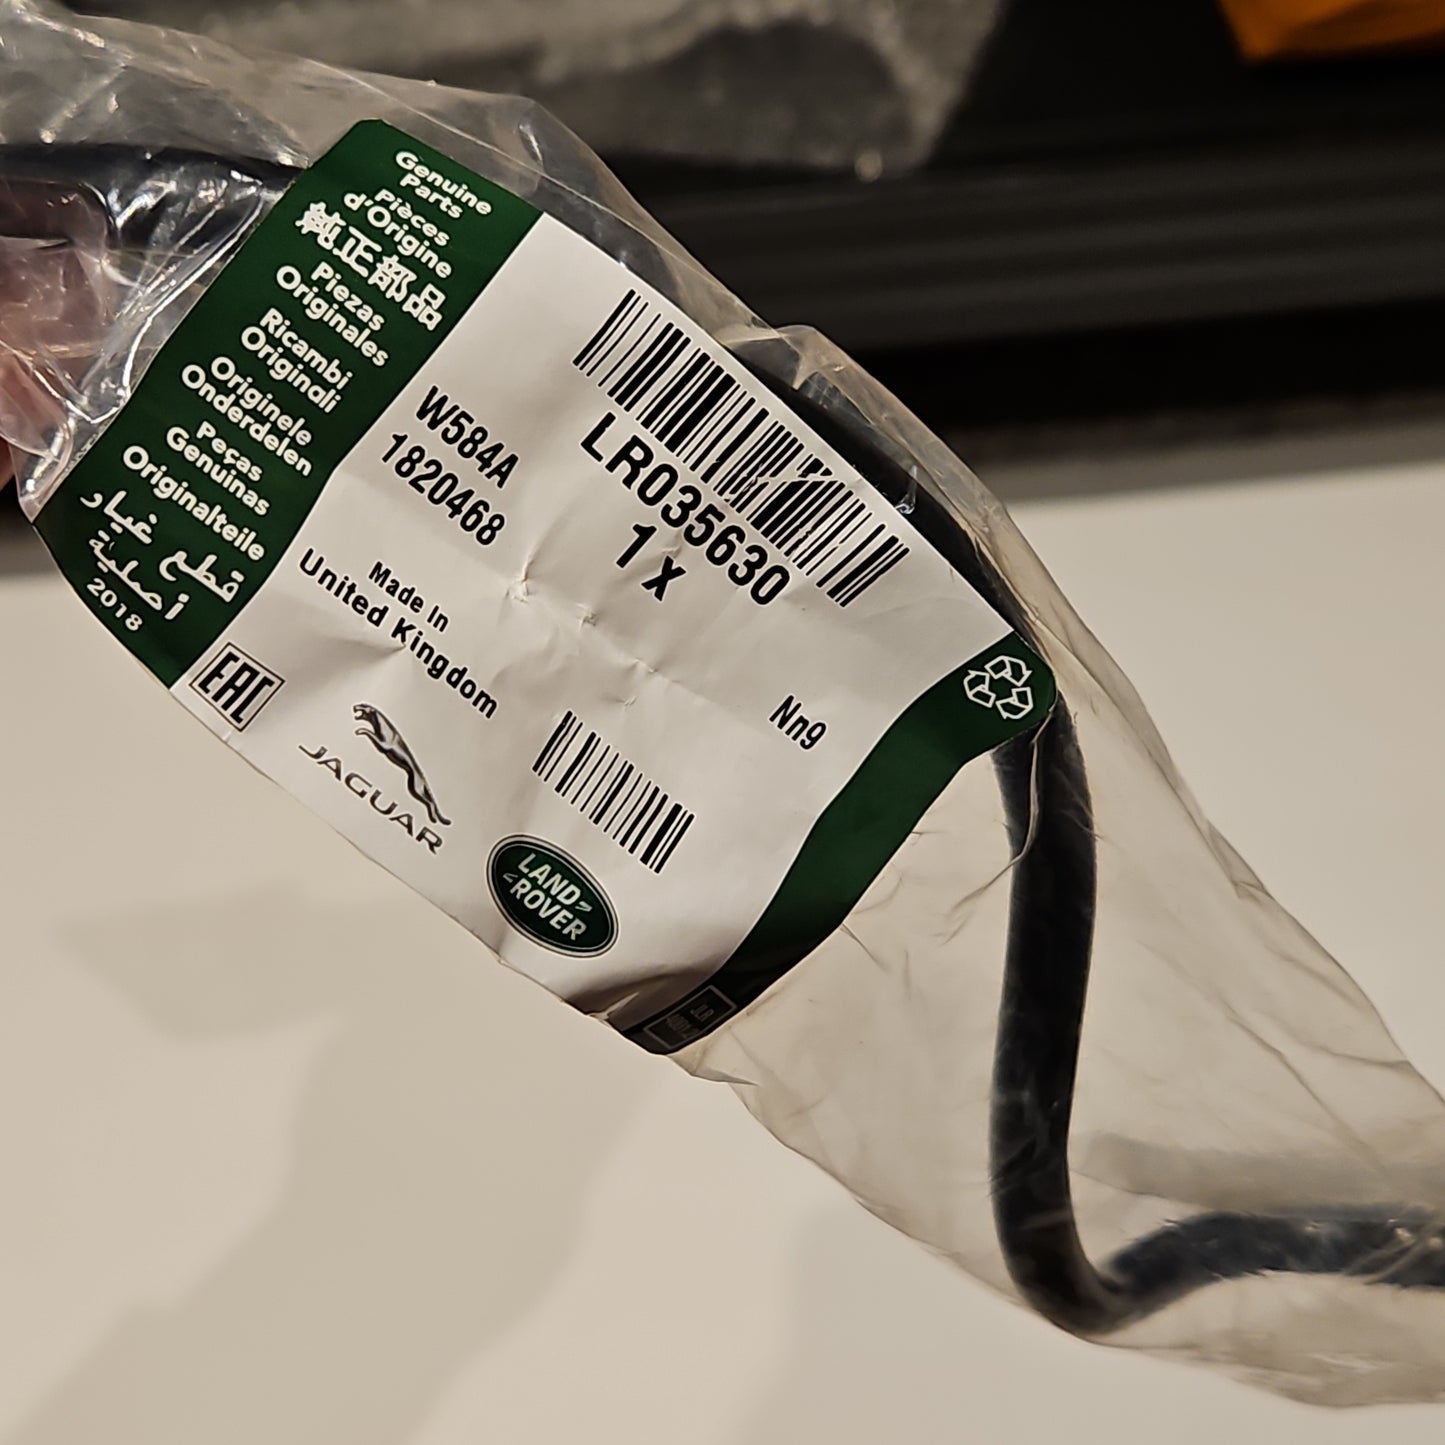 Genuine
Parts
Pièces
d'Origine
純正部品
Piezas
Originales
Ricambi
Originali
Originele
Onderdelen
Peças
Genuinas
Originalteile
قطع غيار
أصلية
2018
LR035630
1 x
W584A
1820468
Made In
United Kingdom
Nn9
EAC
JAGUAR
LAND
ROVER
JLR